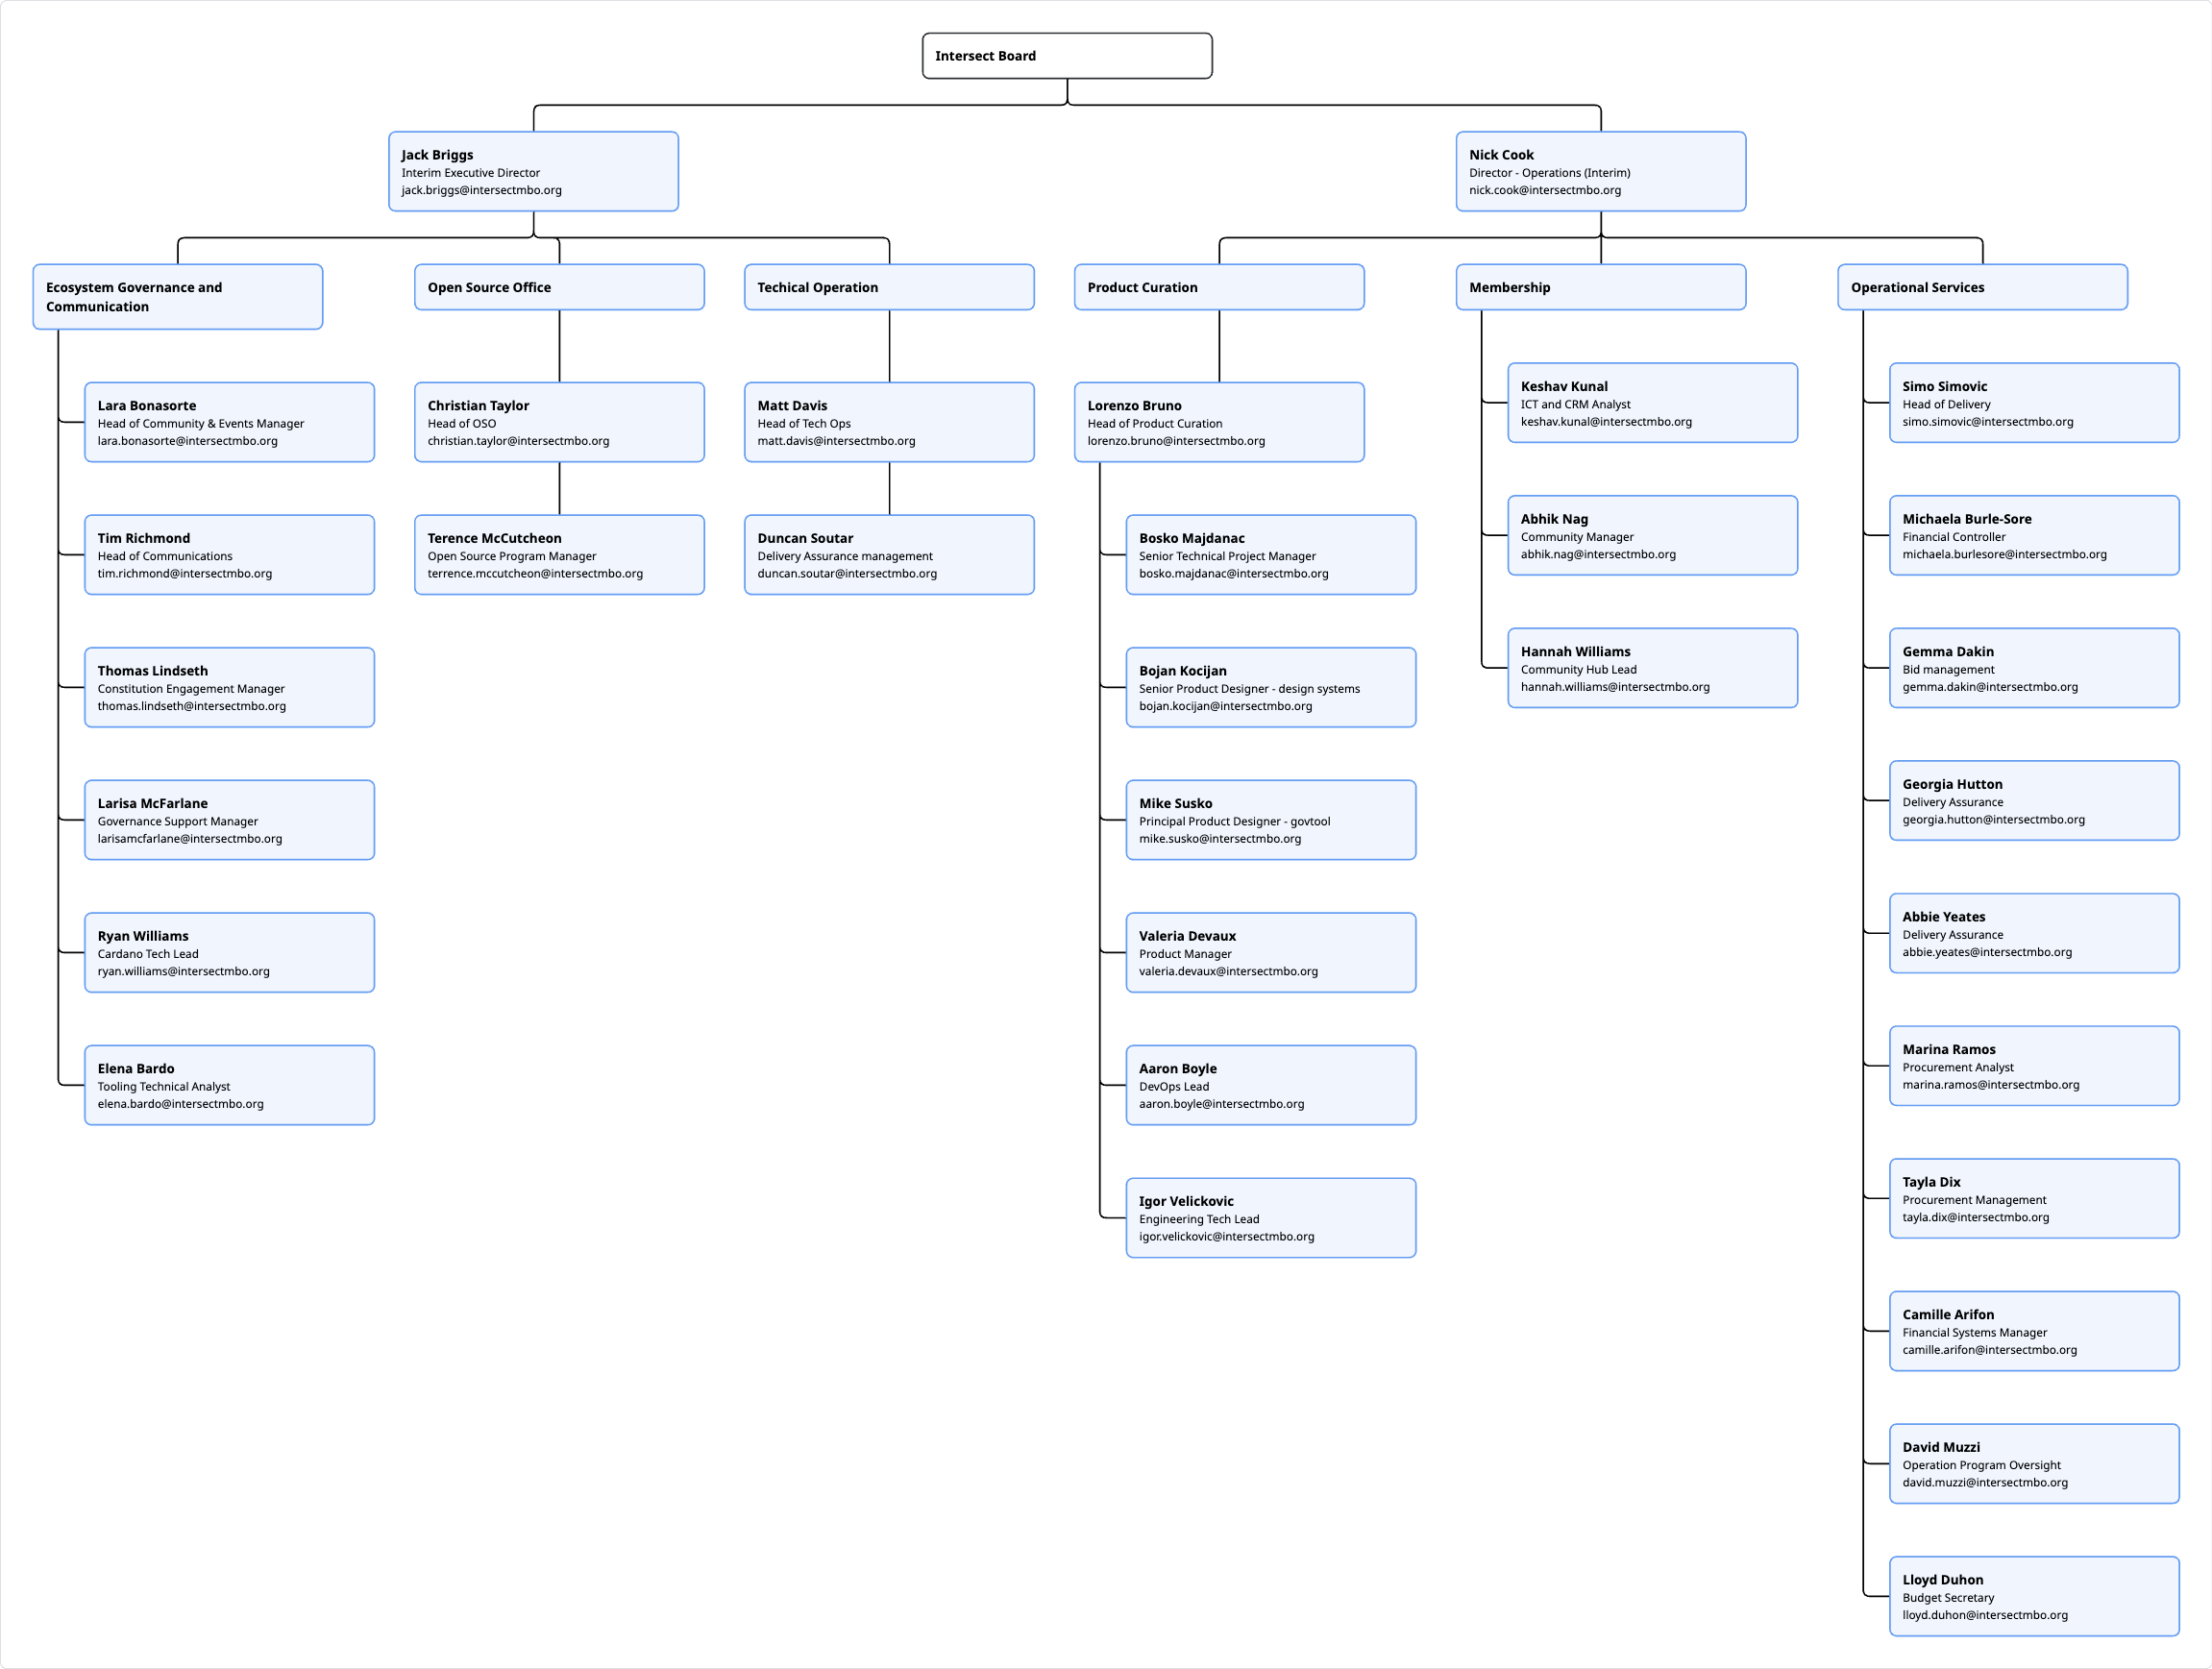 Intersect Board
Jack Briggs
Interim Executive Director
jack.briggs@intersectmbo.org
Nick Cook
Director - Operations (Interim)
nick.cook@intersectmbo.org
Ecosystem Governance and
Communication
Open Source Office
Techical Operation
Product Curation
Membership
Operational Services
Lara Bonasorte
Head of Community & Events Manager
lara.bonasorte@intersectmbo.org
Tim Richmond
Head of Communications
tim.richmond@intersectmbo.org
Thomas Lindseth
Constitution Engagement Manager
thomas.lindseth@intersectmbo.org
Larisa McFarlane
Governance Support Manager
larisamcfarlane@intersectmbo.org
Ryan Williams
Cardano Tech Lead
ryan.williams@intersectmbo.org
Elena Bardo
Tooling Technical Analyst
elena.bardo@intersectmbo.org
Christian Taylor
Head of OSO
christian.taylor@intersectmbo.org
Terence McCutcheon
Open Source Program Manager
terrence.mccutcheon@intersectmbo.org
Matt Davis
Head of Tech Ops
matt.davis@intersectmbo.org
Duncan Soutar
Delivery Assurance management
duncan.soutar@intersectmbo.org
Lorenzo Bruno
Head of Product Curation
lorenzo.bruno@intersectmbo.org
Bosko Majdanac
Senior Technical Project Manager
bosko.majdanac@intersectmbo.org
Bojan Kocijan
Senior Product Designer - design systems
bojan.kocijan@intersectmbo.org
Mike Susko
Principal Product Designer - govtool
mike.susko@intersectmbo.org
Valeria Devaux
Product Manager
valeria.devaux@intersectmbo.org
Aaron Boyle
DevOps Lead
aaron.boyle@intersectmbo.org
Igor Velickovic
Engineering Tech Lead
igor.velickovic@intersectmbo.org
Keshav Kunal
ICT and CRM Analyst
keshav.kunal@intersectmbo.org
Abhik Nag
Community Manager
abhik.nag@intersectmbo.org
Hannah Williams
Community Hub Lead
hannah.williams@intersectmbo.org
Simo Simovic
Head of Delivery
simo.simovic@intersectmbo.org
Michaela Burle-Sore
Financial Controller
michaela.burlesore@intersectmbo.org
Gemma Dakin
Bid management
gemma.dakin@intersectmbo.org
Georgia Hutton
Delivery Assurance
georgia.hutton@intersectmbo.org
Abbie Yeates
Delivery Assurance
abbie.yeates@intersectmbo.org
Marina Ramos
Procurement Analyst
marina.ramos@intersectmbo.org
Tayla Dix
Procurement Management
tayla.dix@intersectmbo.org
Camille Arifon
Financial Systems Manager
camille.arifon@intersectmbo.org
David Muzzi
Operation Program Oversight
david.muzzi@intersectmbo.org
Lloyd Duhon
Budget Secretary
lloyd.duhon@intersectmbo.org